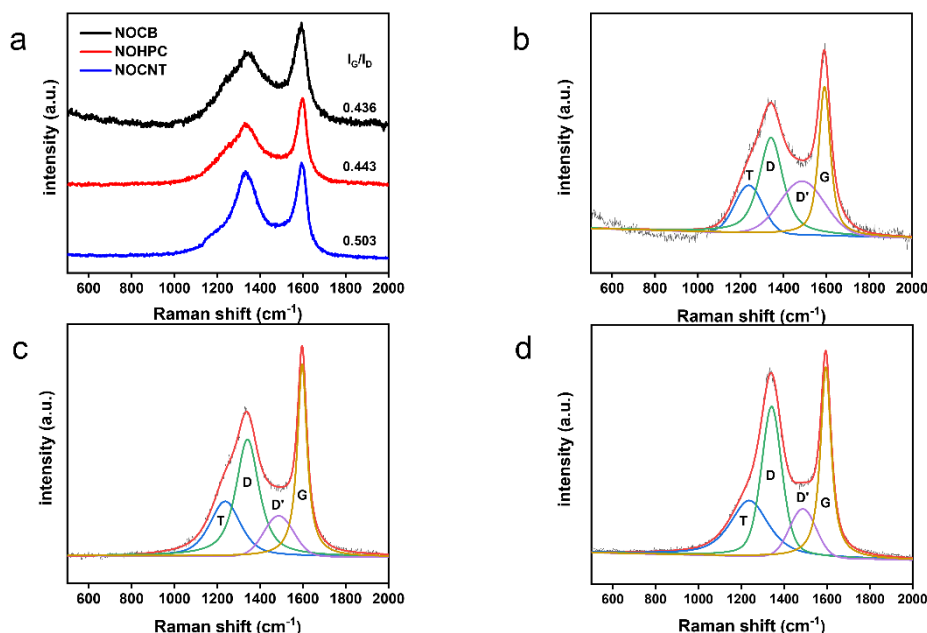 a
NOCB
NOHPC
NOCNT
I_G/I_D
0.436
0.443
0.503
intensity (a.u.)
600 800 1000 1200 1400 1600 1800 2000
Raman shift (cm⁻¹)
b
T
D
D'
G
intensity (a.u.)
600 800 1000 1200 1400 1600 1800 2000
Raman shift (cm⁻¹)
c
T
D
D'
G
intensity (a.u.)
600 800 1000 1200 1400 1600 1800 2000
Raman shift (cm⁻¹)
d
T
D
D'
G
intensity (a.u.)
600 800 1000 1200 1400 1600 1800 2000
Raman shift (cm⁻¹)